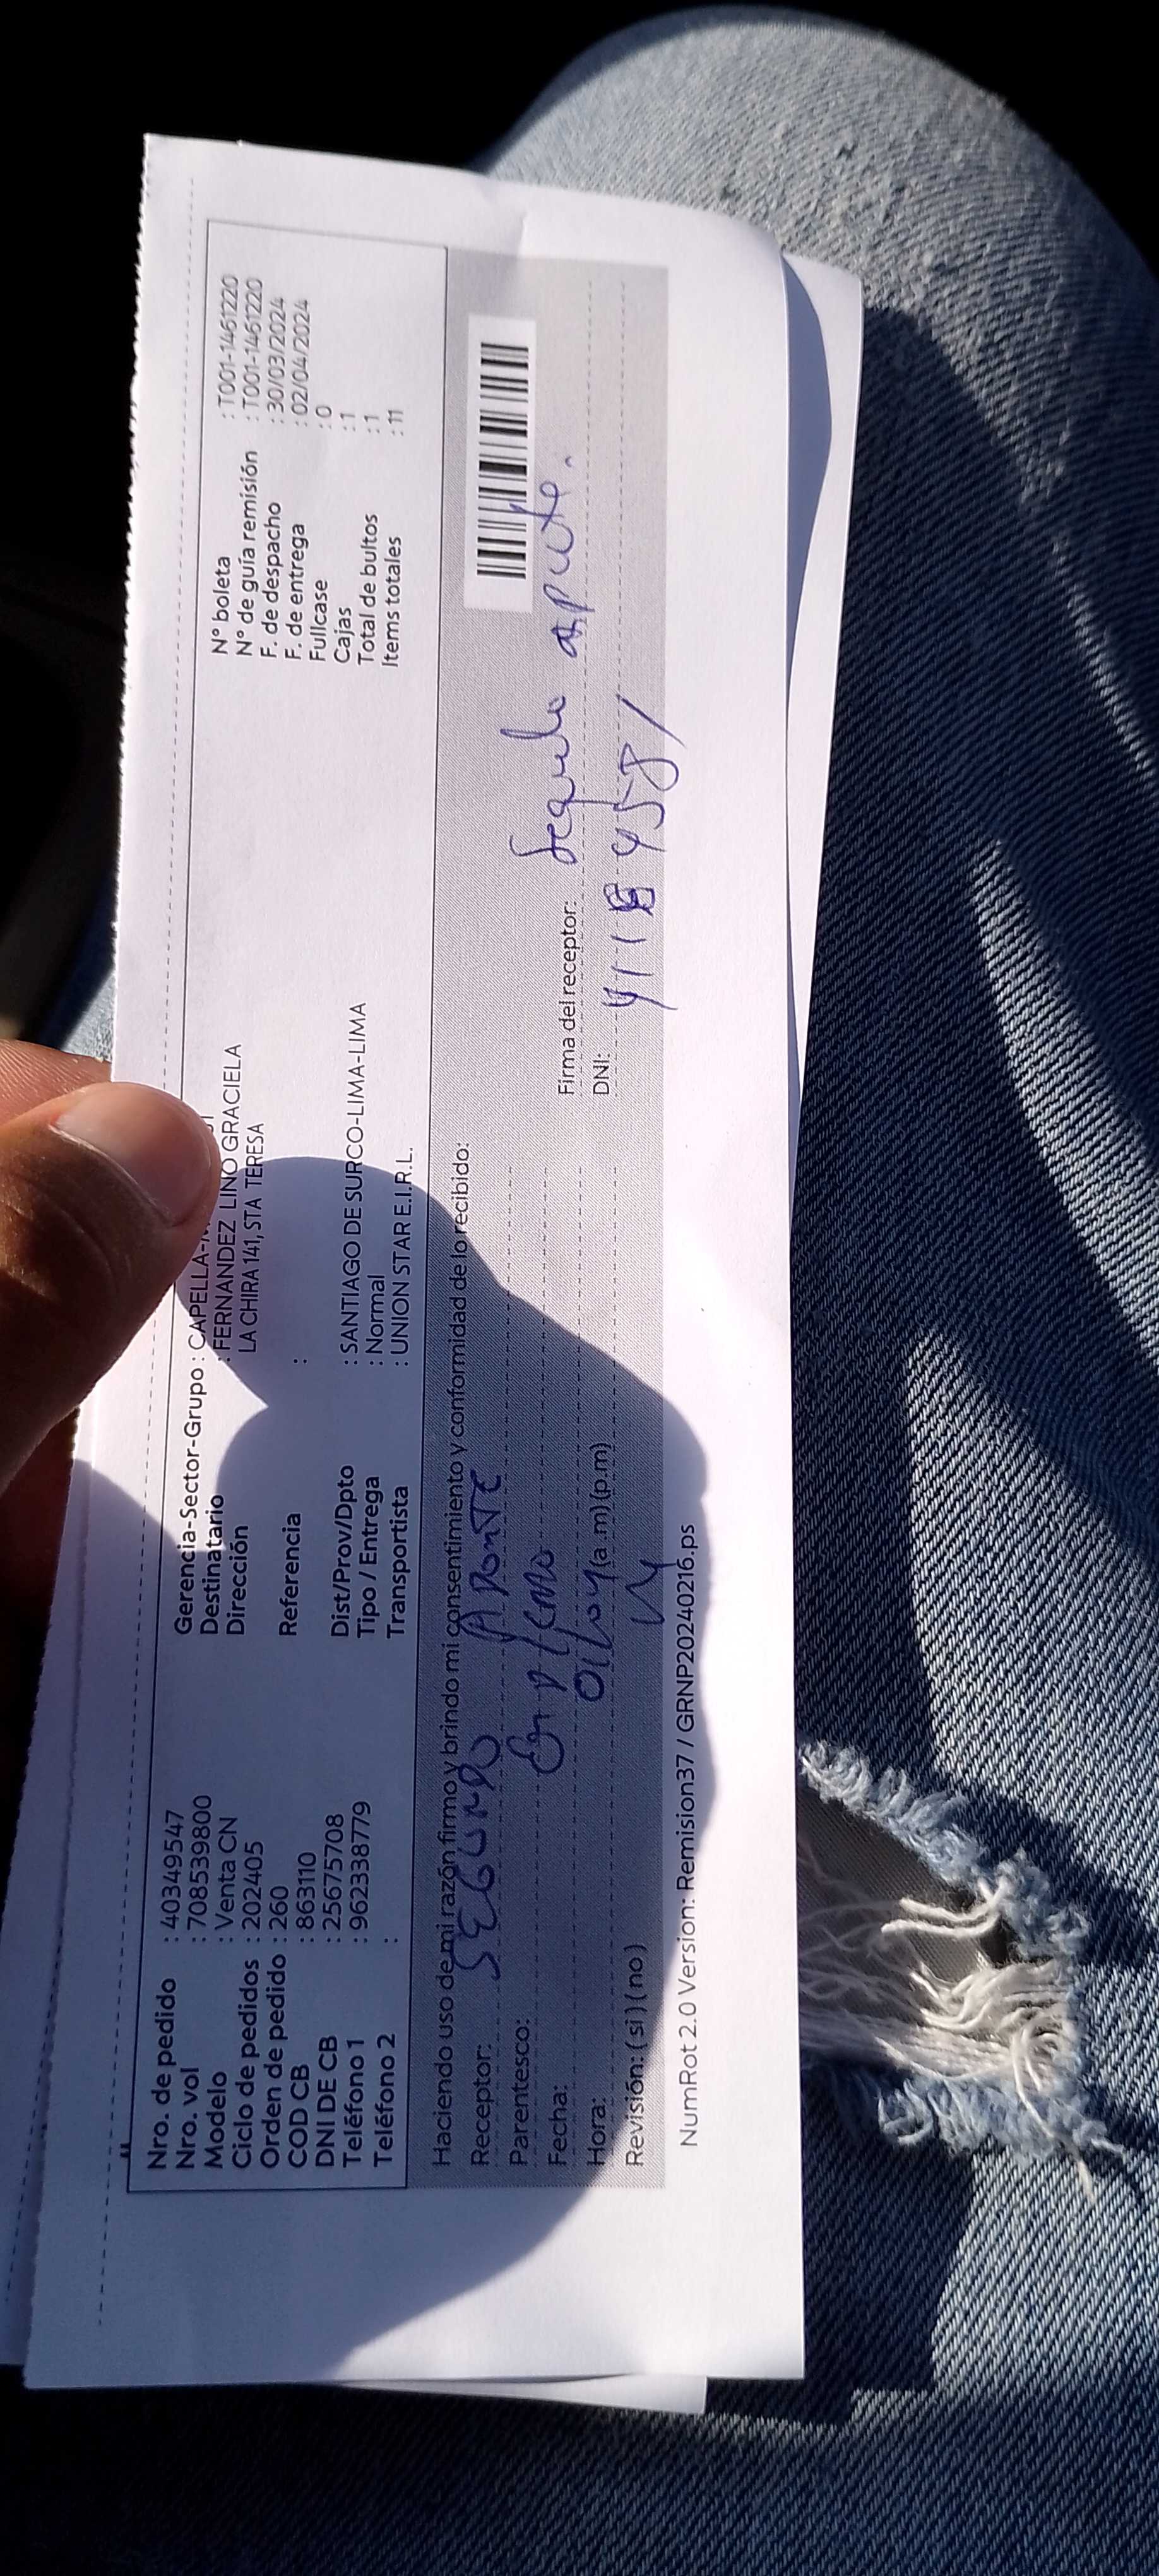 Nro. de pedido : 40349547
Nro. vol : 708539800
Modelo : Venta CN
Ciclo de pedidos : 202405
Orden de pedido : 260
COD CB : 863110
DNI DE CB : 25675708
Teléfono 1 : 962338779
Teléfono 2 :
Gerencia-Sector-Grupo : CAPELLA-
Destinatario : FERNANDEZ LINO GRACIELA
Dirección LA CHIRA 141, STA TERESA
Referencia :
Dist/Prov/Dpto : SANTIAGO DE SURCO-LIMA-LIMA
Tipo / Entrega : Normal
Transportista : UNION STAR E.I.R.L.
N° boleta : T001-1461220
N° de guía remisión : T001-1461220
F. de despacho : 30/03/2024
F. de entrega : 02/04/2024
Fullcase : 0
Cajas : 1
Total de bultos : 1
Items totales : 11
Haciendo uso de mi razón firmo y brindo mi consentimiento y conformidad de lo recibido:
Receptor: SEGUNDO APONTE
Parentesco:
Fecha:
Hora: (a.m) (p.m)
Revisión: ( si ) ( no )
Firma del receptor: Segundo aponte.
DNI:
NumRot 2.0 Version: Remision37 / GRNP20240216.ps